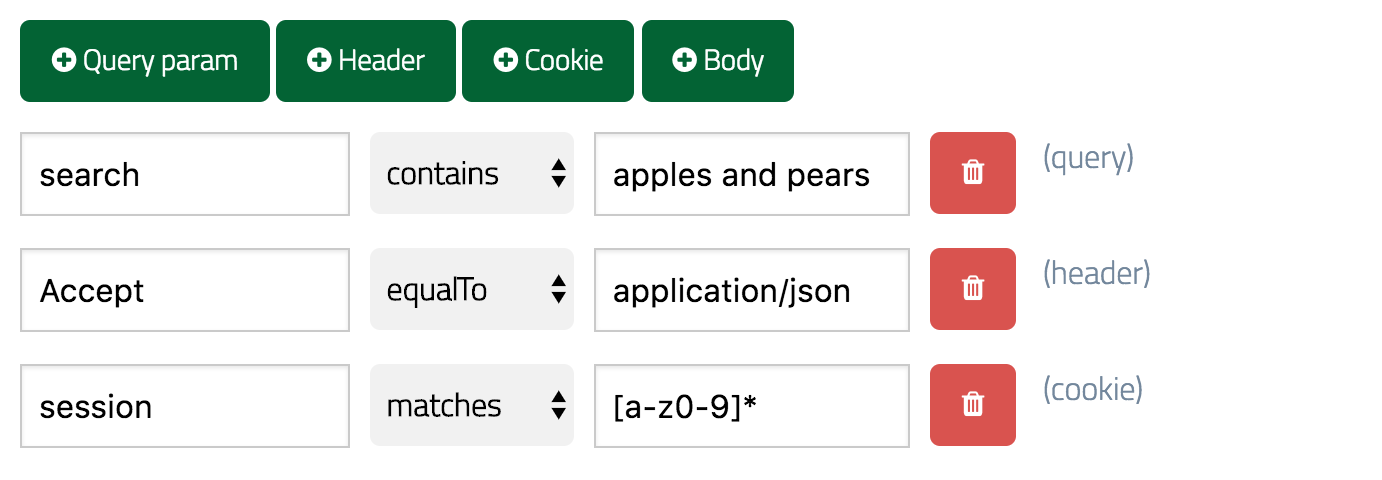 Query param Header Cookie Body
search contains apples and pears (query)
Accept equalTo application/json (header)
session matches [a-z0-9]* (cookie)